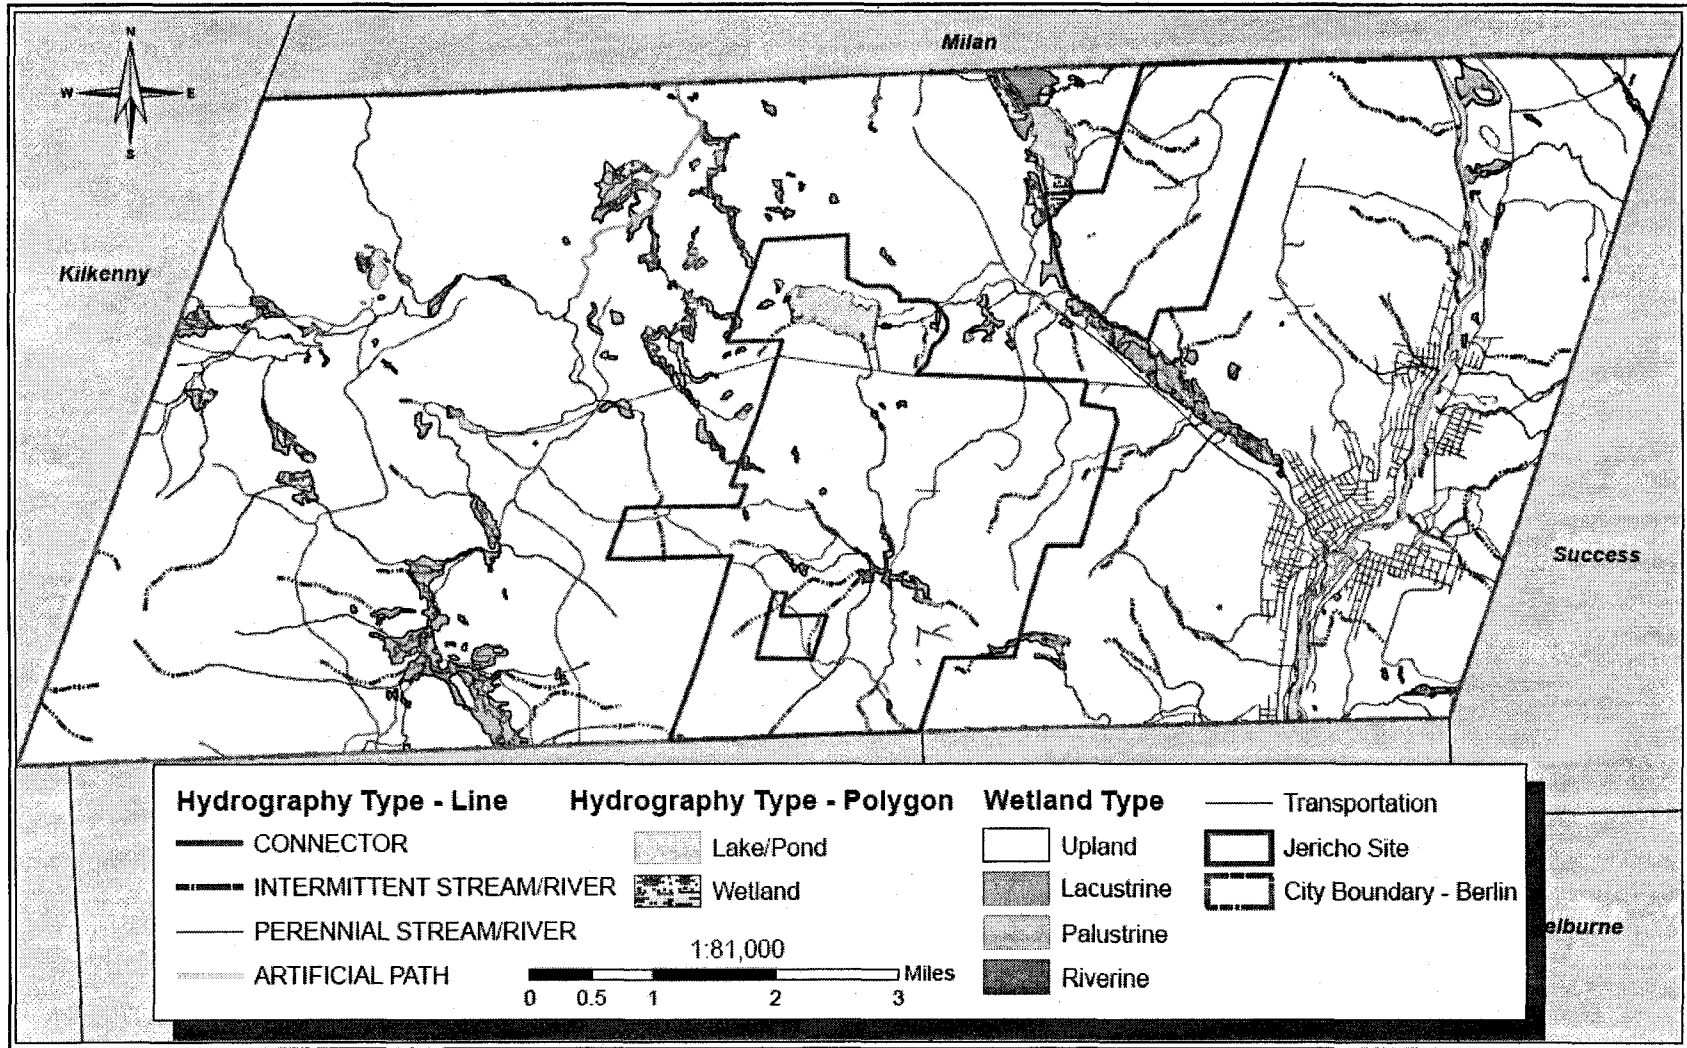 Milan
N
W E
S
Kilkenny
Success
Hydrography Type - Line
CONNECTOR
INTERMITTENT STREAM/RIVER
PERENNIAL STREAM/RIVER
ARTIFICIAL PATH
Hydrography Type - Polygon
Lake/Pond
Wetland
1:81,000
Miles
0 0.5 1 2 3
Wetland Type
Upland
Lacustrine
Palustrine
Riverine
Transportation
Jericho Site
City Boundary - Berlin
elburne